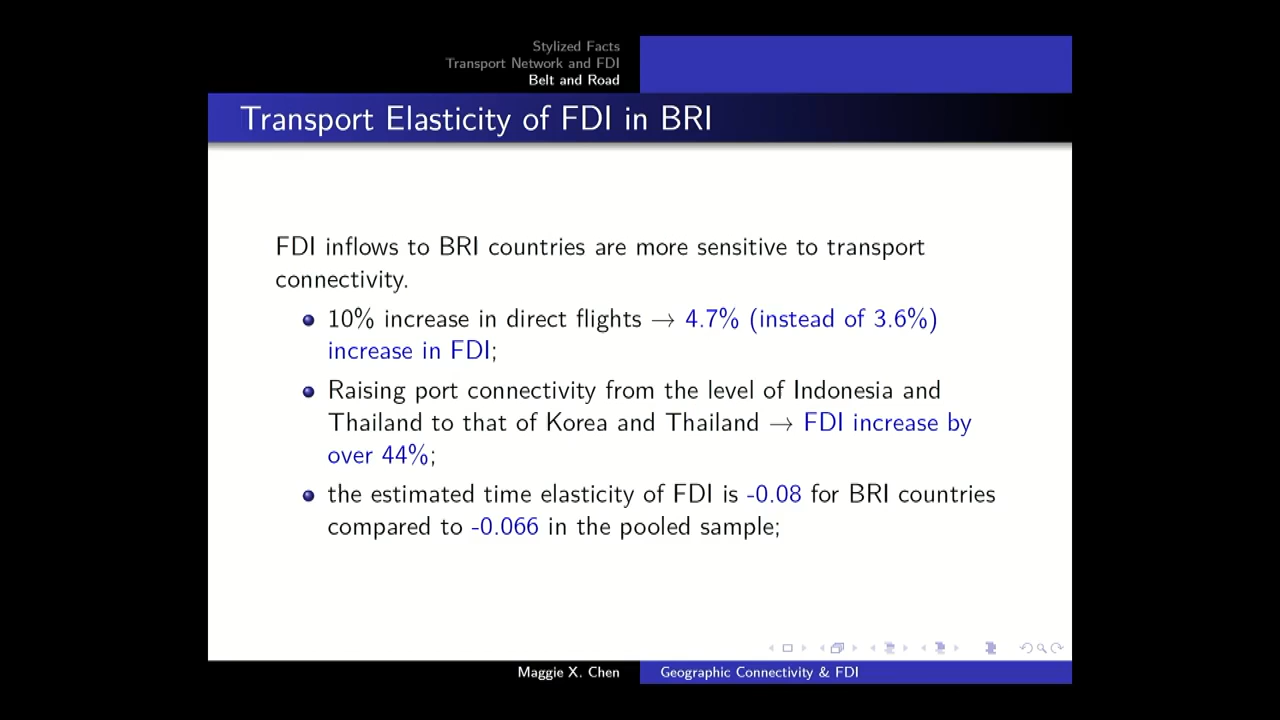 Stylized Facts
Transport Network and FDI
Belt and Road
Transport Elasticity of FDI in BRI
FDI inflows to BRI countries are more sensitive to transport
connectivity.
10% increase in direct flights → 4.7% (instead of 3.6%)
increase in FDI;
Raising port connectivity from the level of Indonesia and
Thailand to that of Korea and Thailand → FDI increase by
over 44%;
the estimated time elasticity of FDI is -0.08 for BRI countries
compared to -0.066 in the pooled sample;
Maggie X. Chen
Geographic Connectivity & FDI